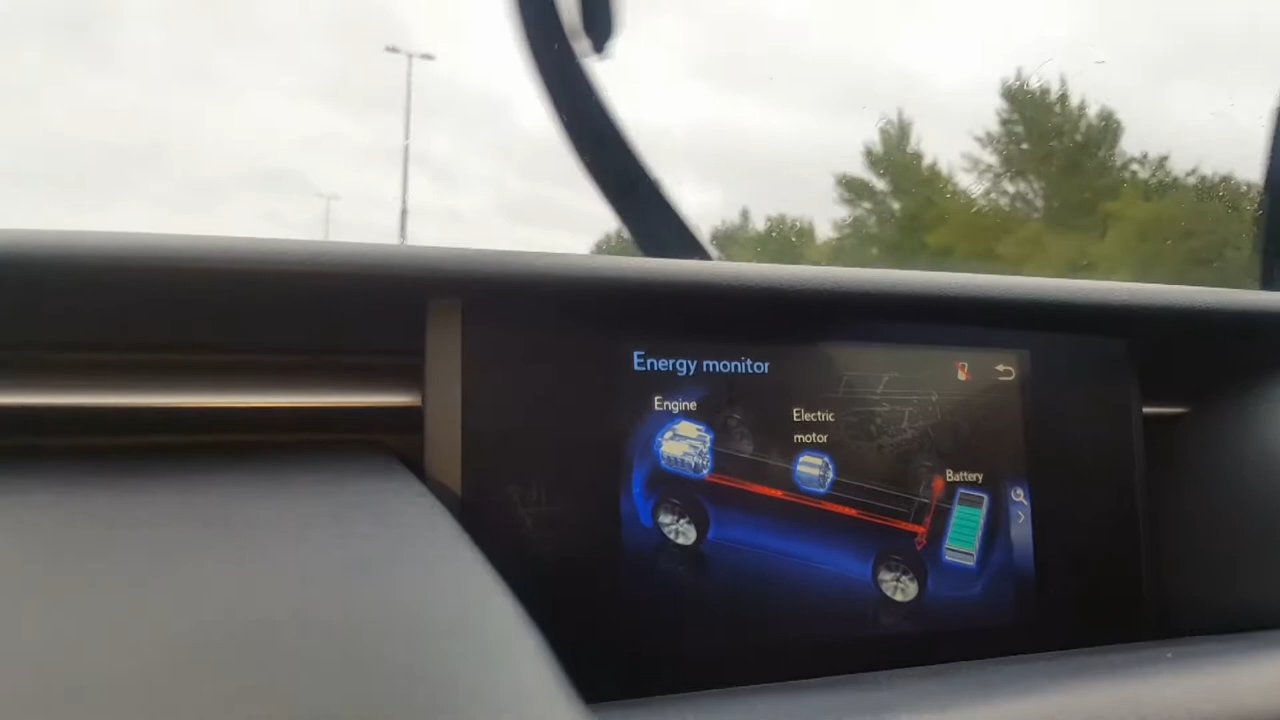 Energy monitor
Engine
Electric
motor
Battery